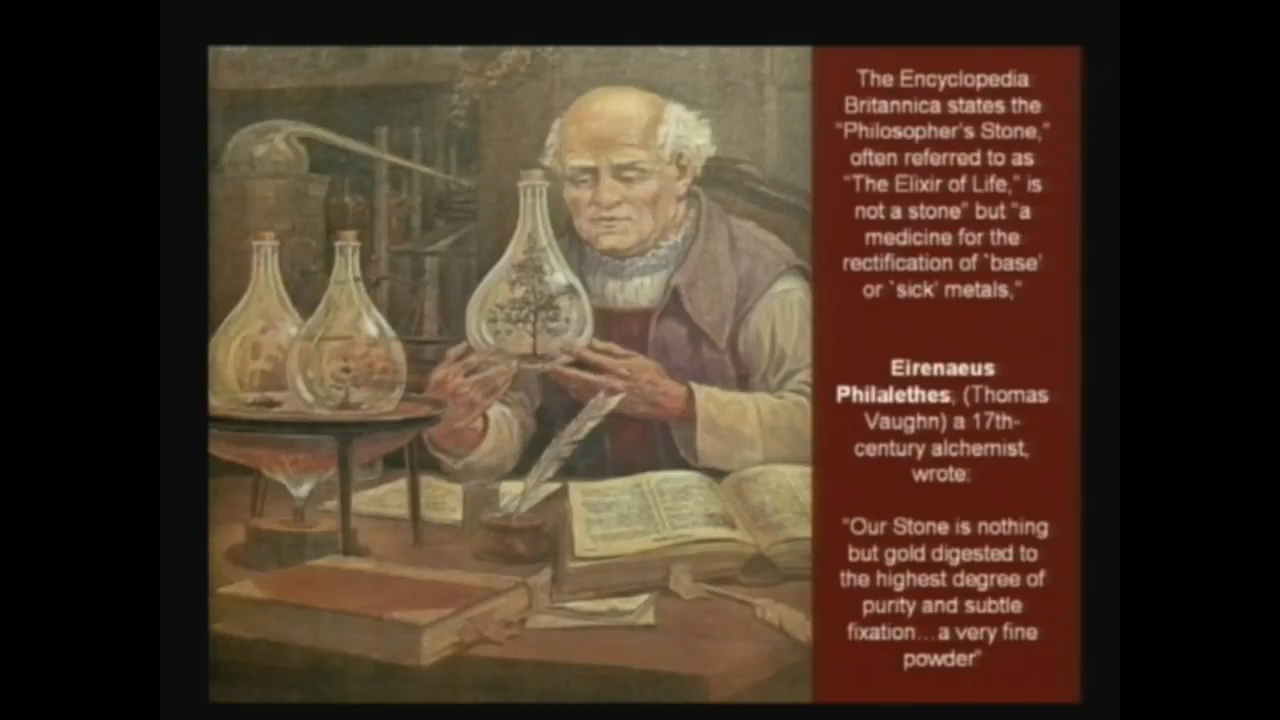 The Encyclopedia
Britannica states the
"Philosopher's Stone,"
often referred to as
"The Elixir of Life," is
not a stone" but "a
medicine for the
rectification of `base'
or `sick' metals,"
Eirenaeus
Philalethes, (Thomas
Vaughn) a 17th-
century alchemist,
wrote:
"Our Stone is nothing
but gold digested to
the highest degree of
purity and subtle
fixation...a very fine
powder"